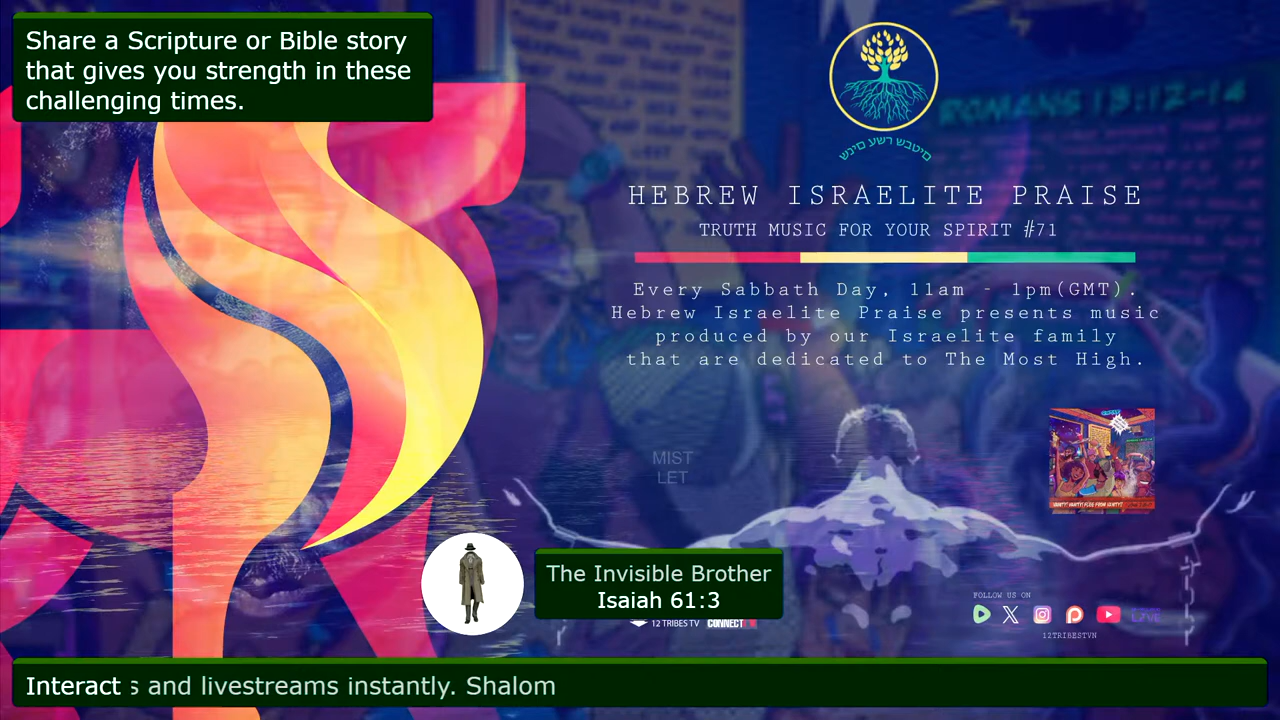 Share a Scripture or Bible story
that gives you strength in these
challenging times.
שנים עשר שבטים
ROMANS 13:12-14
HEBREW ISRAELITE PRAISE
TRUTH MUSIC FOR YOUR SPIRIT #71
Every Sabbath Day, 11am - 1pm(GMT).
Hebrew Israelite Praise presents music
produced by our Israelite family
that are dedicated to The Most High.
MIST
LET
The Invisible Brother
Isaiah 61:3
12 TRIBES TV CONNECT
FOLLOW US ON
12TRIBESTVN
Interact s and livestreams instantly. Shalom